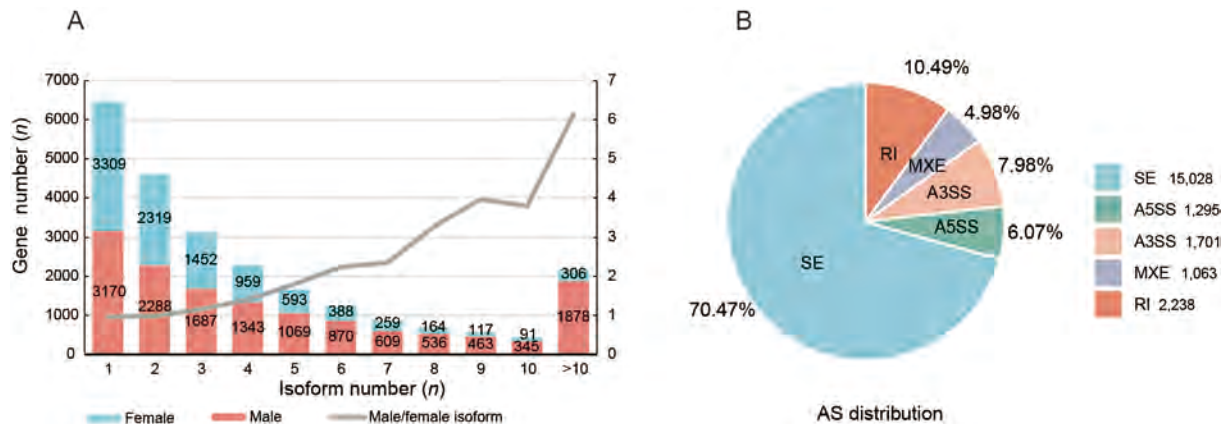 A
7000
6000
5000
4000
3000
2000
1000
0
Gene number (n)
7
6
5
4
3
2
1
0
3309
3170
2319
2288
1452
1687
959
1343
593
1069
388
870
259
609
164
536
117
463
91
345
306
1878
1 2 3 4 5 6 7 8 9 10 >10
Isoform number (n)
Female Male Male/female isoform
B
10.49%
4.98%
7.98%
6.07%
70.47%
RI
MXE
A3SS
A5SS
SE
SE 15,028
A5SS 1,295
A3SS 1,701
MXE 1,063
RI 2,238
AS distribution